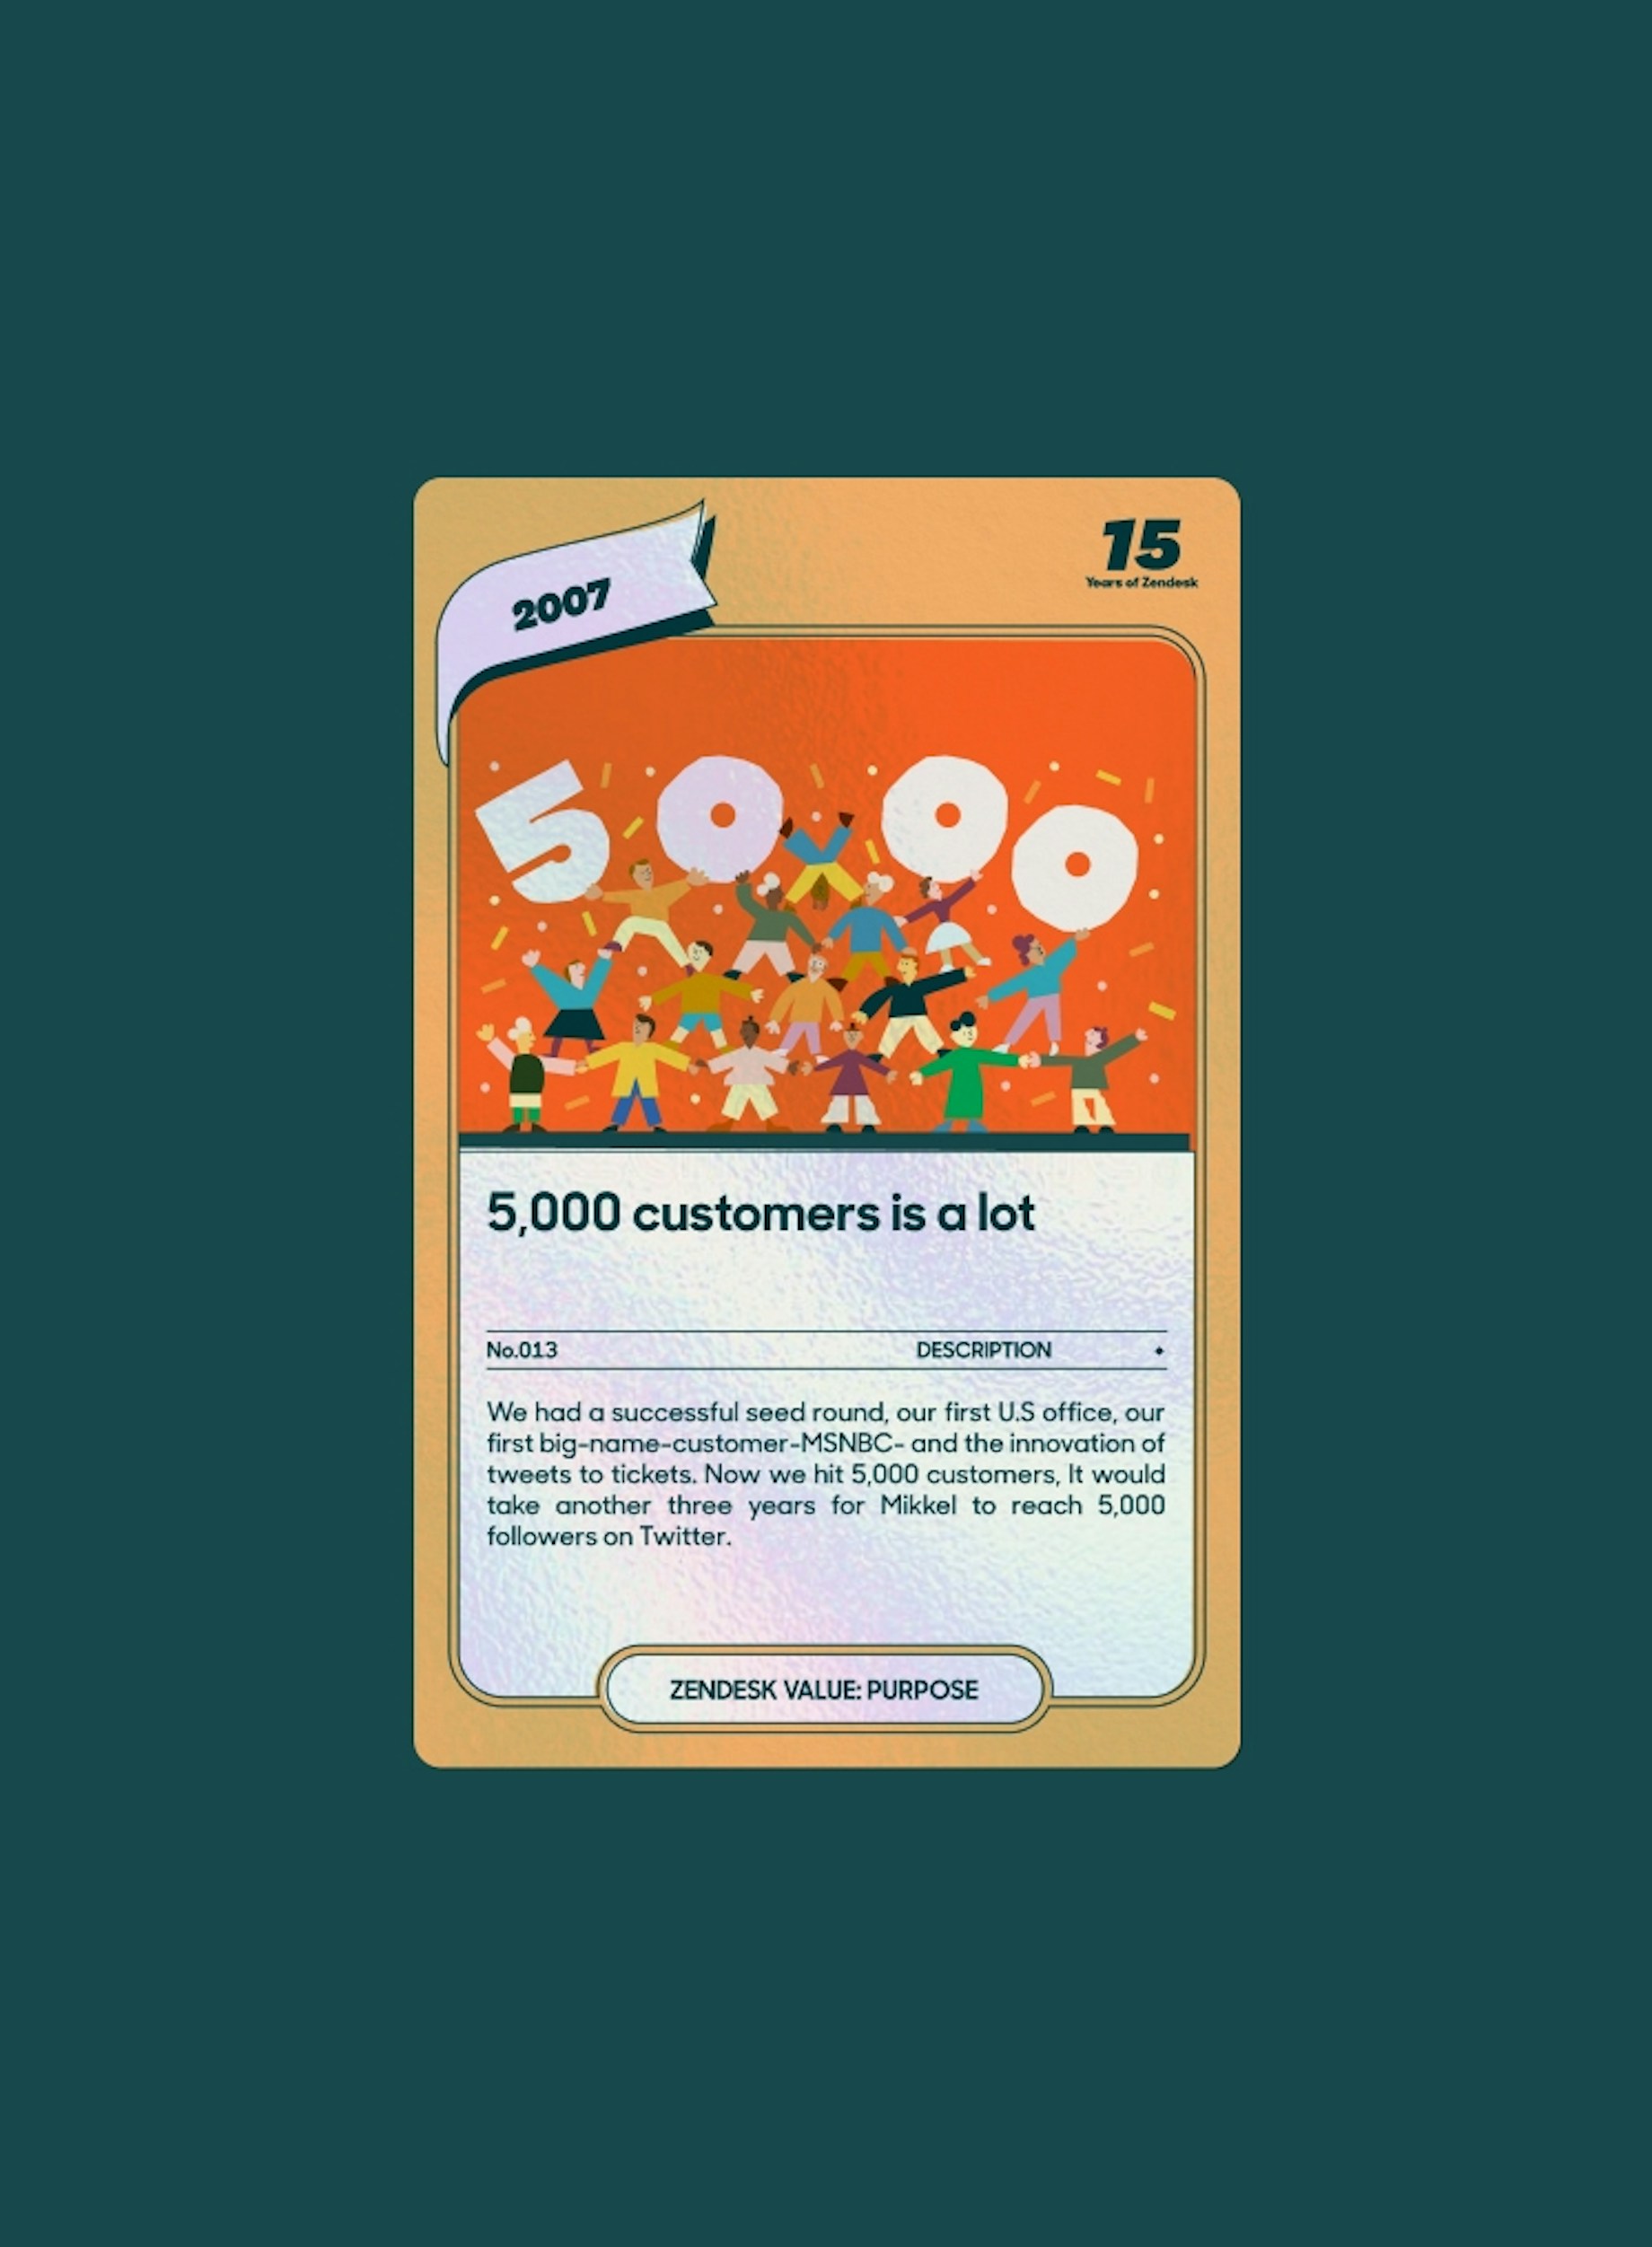 2007
15
Years of Zendesk
5 0 0 0
5,000 customers is a lot
No.013 DESCRIPTION
We had a successful seed round, our first U.S office, our
first big-name-customer-MSNBC- and the innovation of
tweets to tickets. Now we hit 5,000 customers, It would
take another three years for Mikkel to reach 5,000
followers on Twitter.
ZENDESK VALUE: PURPOSE